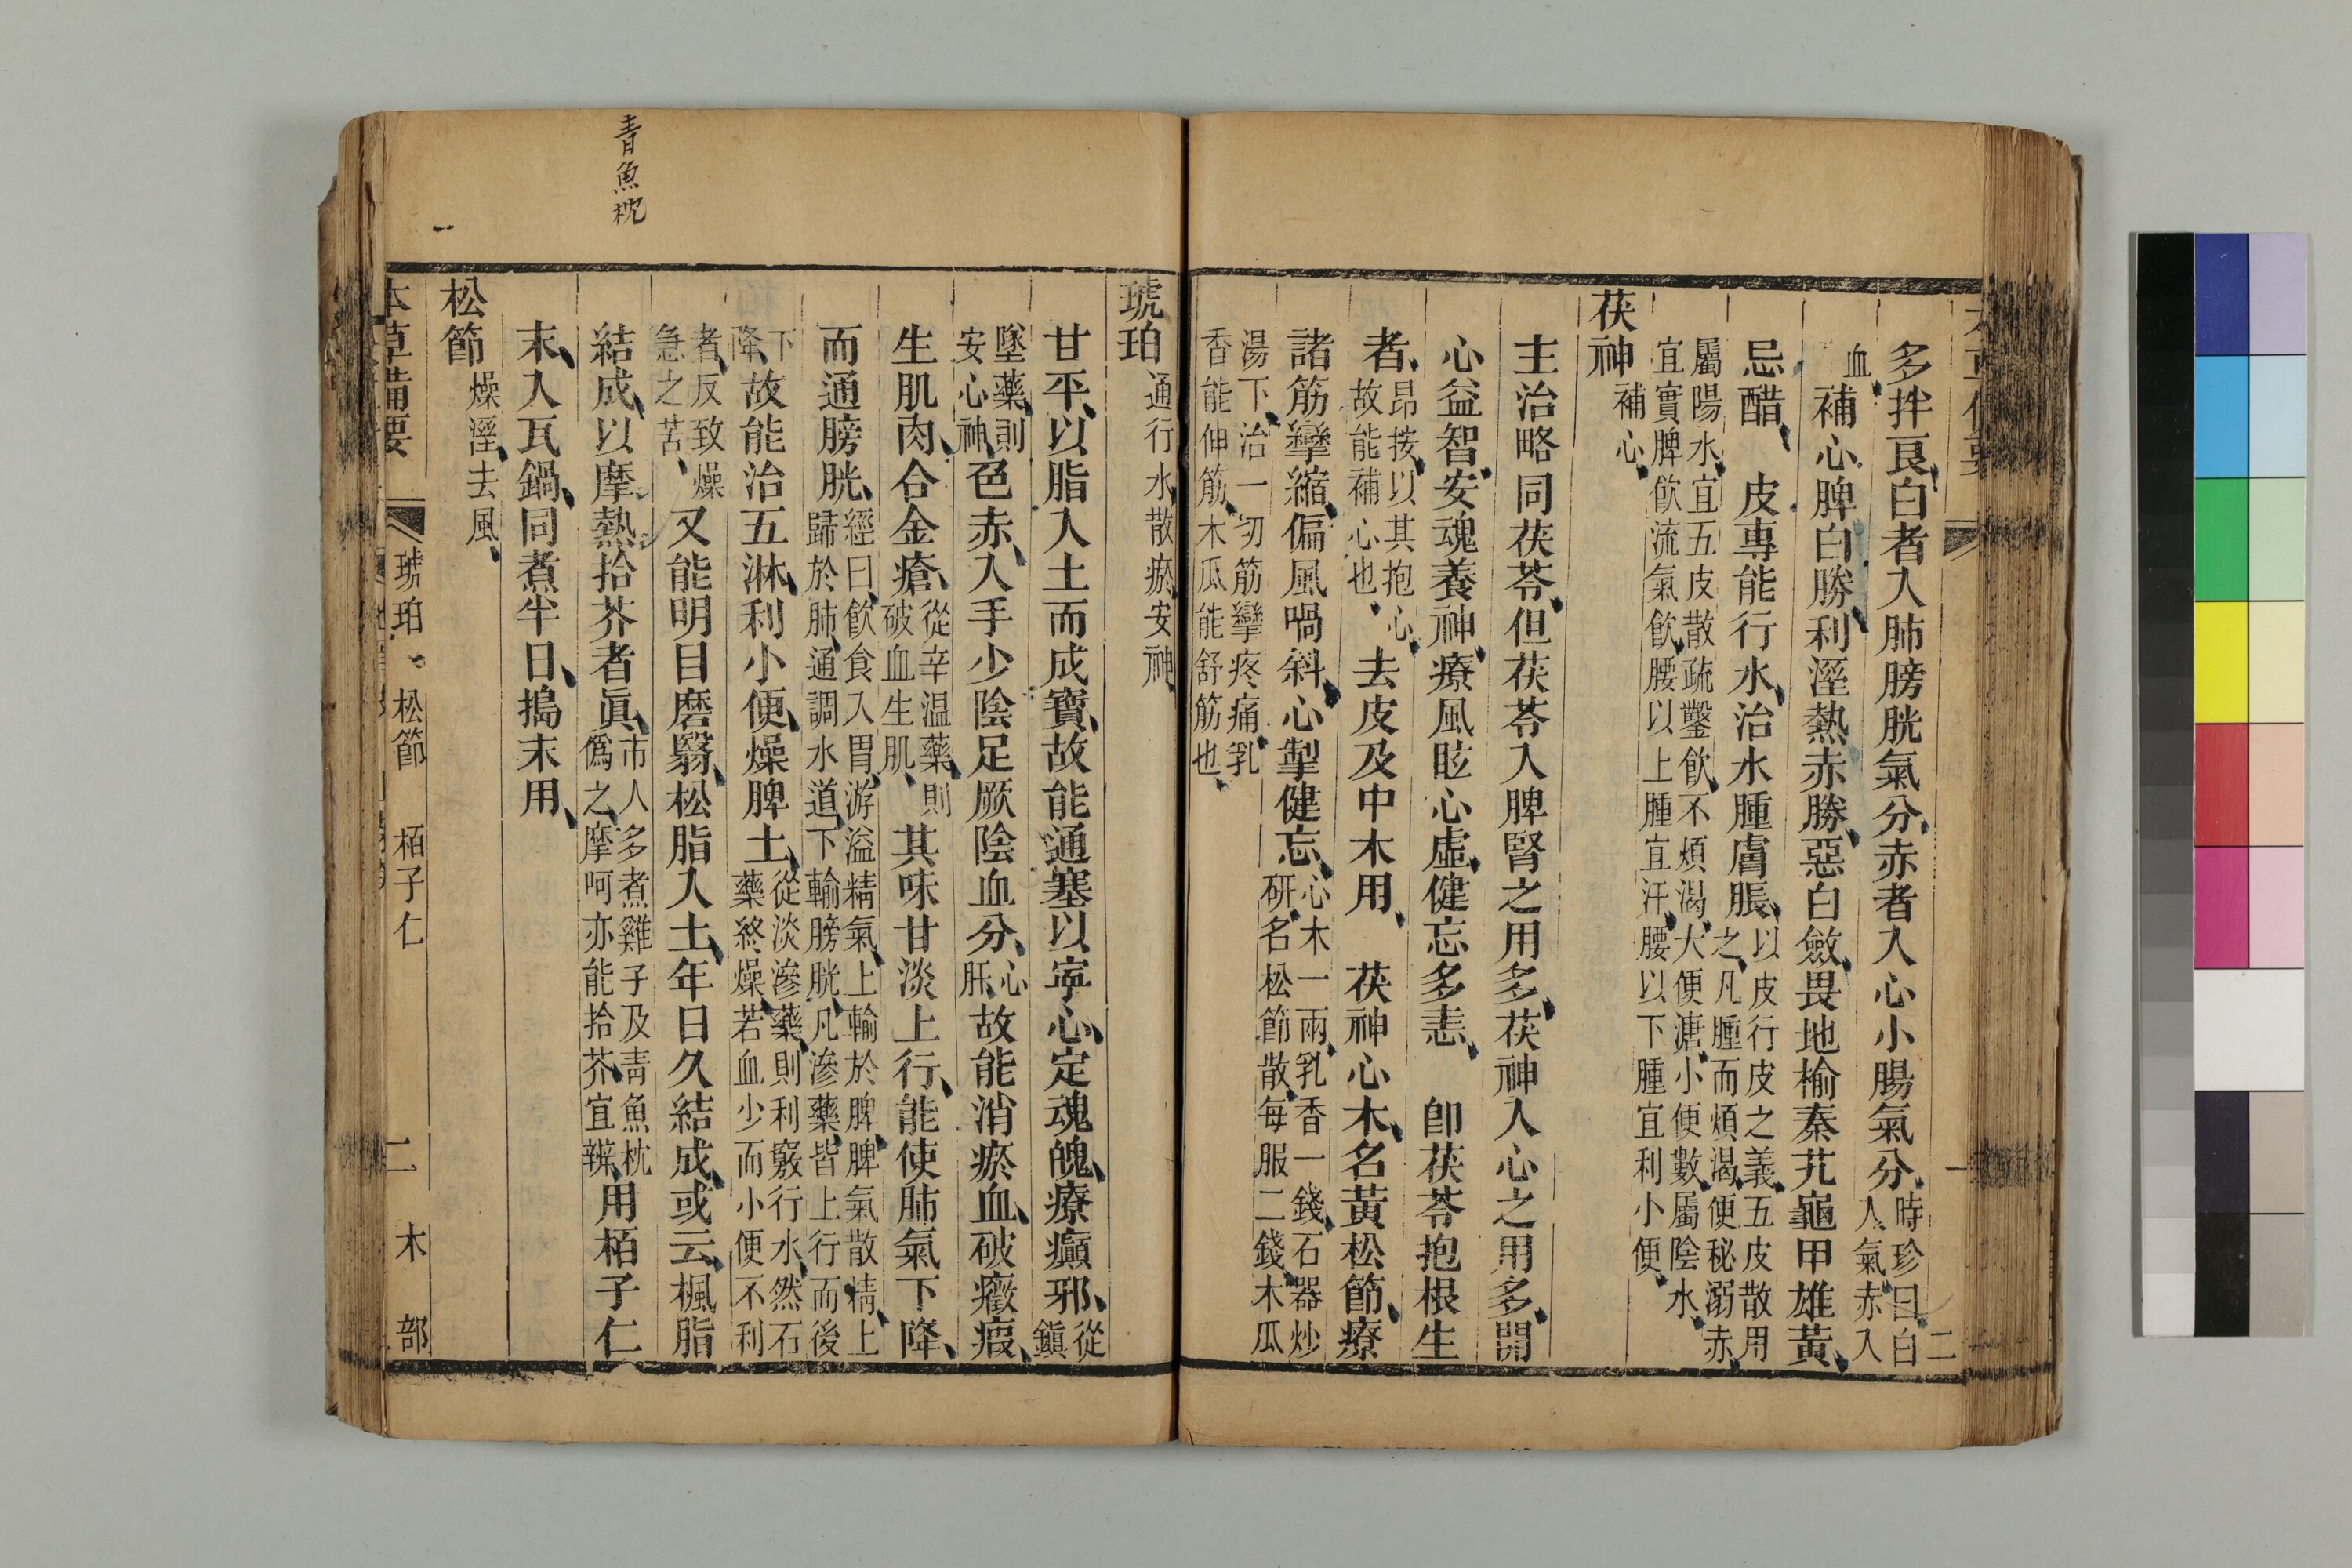 多拌良白者入肺膀胱氣分赤者入心小腸氣分時珍曰白入氣赤入
血補心脾白勝利溼熱赤勝惡白斂畏地榆秦艽龜甲雄黃
忌醋 皮專能行水治水腫膚脹以皮行皮之義五皮散用之凡腫而煩渴便秘溺赤
屬陽水宜五皮散疏鑿飲不煩渴大便溏小便數屬陰水宜實脾飲流氣飲腰以上腫宜汗腰以下腫宜利小便
茯神補心
主治略同茯苓但茯苓入脾腎之用多茯神入心之用多開
心益智安魂養神療風眩心虛健忘多恚 卽茯苓抱根生
者昂按以其抱心故能補心也去皮及中木用 茯神心木名黃松節療
諸筋攣縮偏風喎斜心掣健忘心木一兩乳香一錢石器炒研名松節散每服二錢木瓜
湯下治一切筋攣疼痛乳香能伸筋木瓜能舒筋也
琥珀通行水散瘀安神
甘平以脂入土而成寶故能通塞以寧心定魂魄療癲邪從鎭
墜藥則安心神色赤入手少陰足厥陰血分心肝故能消瘀血破癥瘕
生肌肉合金瘡從辛温藥則破血生肌其味甘淡上行能使肺氣下降
而通膀胱經曰飲食入胃游溢精氣上輸於脾脾氣散精上歸於肺通調水道下輸膀胱凡滲藥皆上行而後
下降故能治五淋利小便燥脾土從淡滲藥則利竅行水然石藥終燥若血少而小便不利
者反致燥急之苦又能明目磨翳松脂入土年日久結成或云楓脂
結成以摩熱拾芥者眞市人多煮雞子及青魚枕僞之摩呵亦能拾芥宜辨用栢子仁
末入瓦鍋同煮半日搗末用
松節燥溼去風
本草備要 琥珀 松節 栢子仁 二 木部
青魚枕